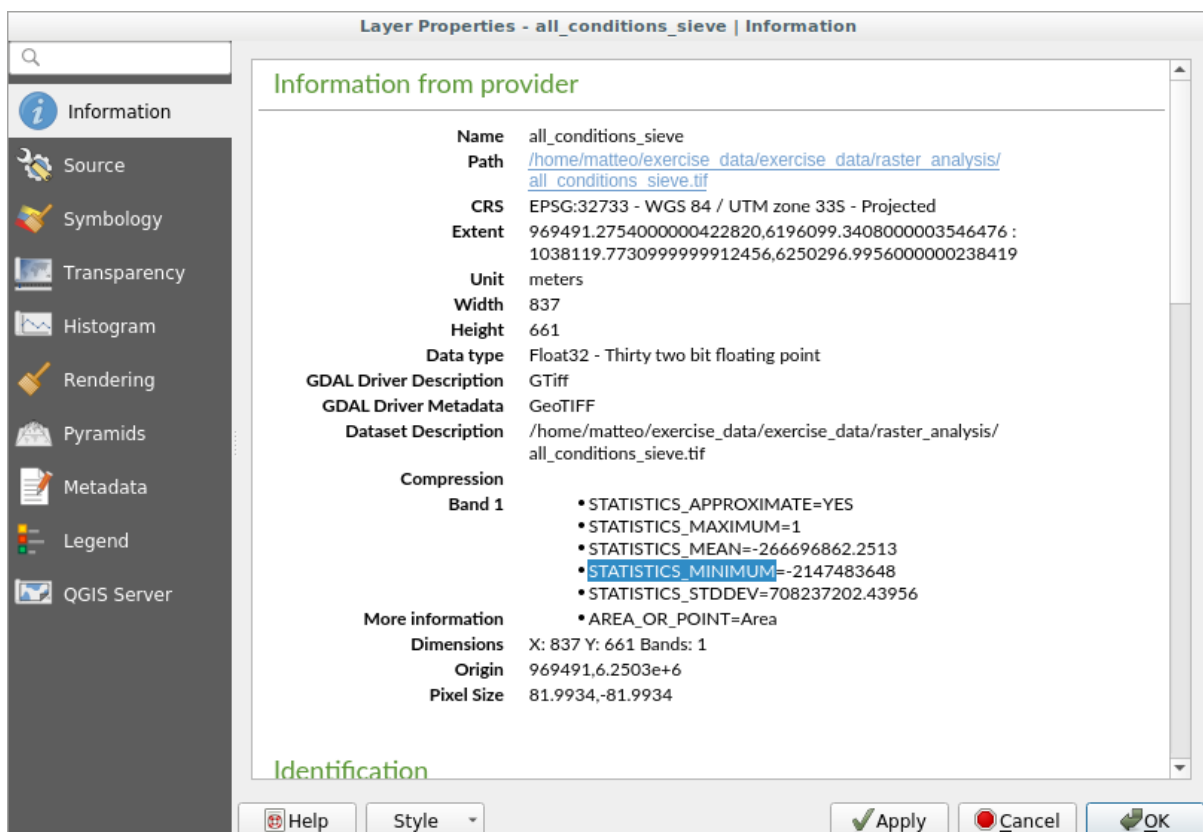 Layer Properties - all_conditions_sieve | Information
Information
Source
Symbology
Transparency
Histogram
Rendering
Pyramids
Metadata
Legend
QGIS Server
Information from provider
Name all_conditions_sieve
Path /home/matteo/exercise_data/exercise_data/raster_analysis/
all_conditions_sieve.tif
CRS EPSG:32733 - WGS 84 / UTM zone 33S - Projected
Extent 969491.2754000000422820,6196099.3408000003546476 :
1038119.7730999999912456,6250296.9956000000238419
Unit meters
Width 837
Height 661
Data type Float32 - Thirty two bit floating point
GDAL Driver Description GTiff
GDAL Driver Metadata GeoTIFF
Dataset Description /home/matteo/exercise_data/exercise_data/raster_analysis/
all_conditions_sieve.tif
Compression
Band 1 • STATISTICS_APPROXIMATE=YES
• STATISTICS_MAXIMUM=1
• STATISTICS_MEAN=-266696862.2513
• STATISTICS_MINIMUM=-2147483648
• STATISTICS_STDDEV=708237202.43956
More information • AREA_OR_POINT=Area
Dimensions X: 837 Y: 661 Bands: 1
Origin 969491,6.2503e+6
Pixel Size 81.9934,-81.9934
Identification
Help Style Apply Cancel OK